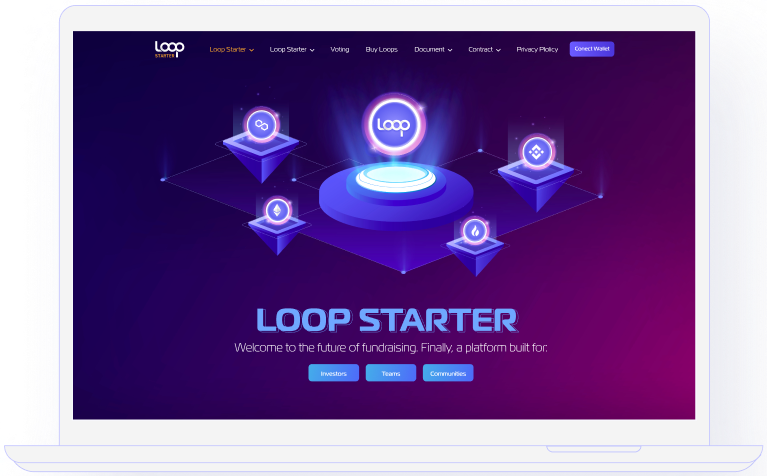 Loop
STARTER
Loop Starter
Loop Starter
Voting
Buy Loops
Document
Contract
Privacy Plolicy
Conect Wallet
Loop
LOOP STARTER
Welcome to the future of fundraising. Finally, a platform built for:
Investors
Teams
Communities